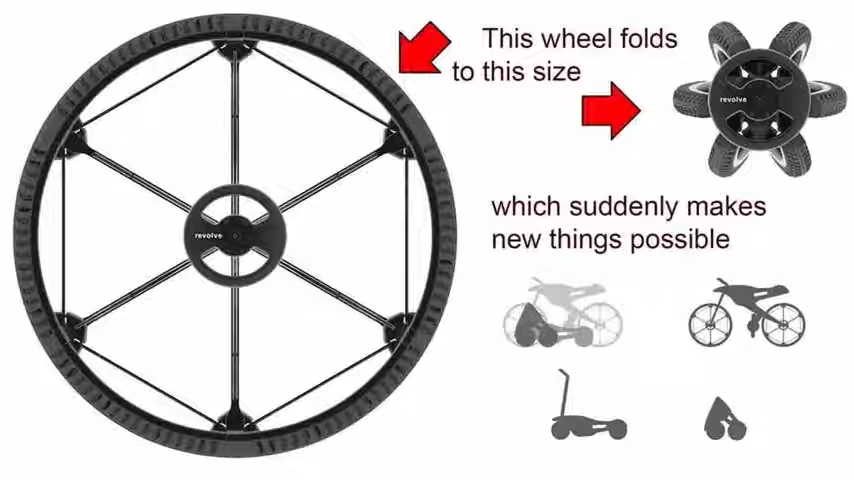 This wheel folds
to this size
revolve
revolve
which suddenly makes
new things possible